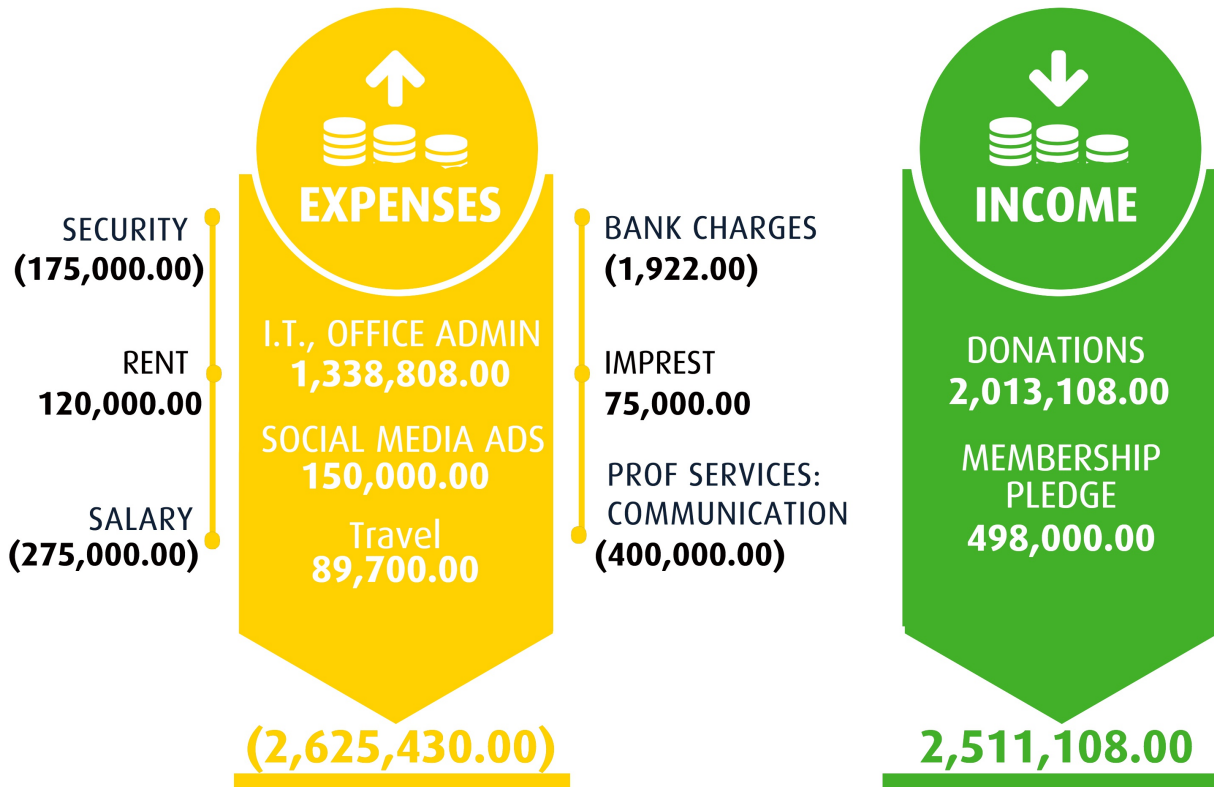 EXPENSES
SECURITY
(175,000.00)
RENT
120,000.00
SALARY
(275,000.00)
I.T., OFFICE ADMIN
1,338,808.00
SOCIAL MEDIA ADS
150,000.00
Travel
89,700.00
BANK CHARGES
(1,922.00)
IMPREST
75,000.00
PROF SERVICES:
COMMUNICATION
(400,000.00)
(2,625,430.00)
INCOME
DONATIONS
2,013,108.00
MEMBERSHIP
PLEDGE
498,000.00
2,511,108.00